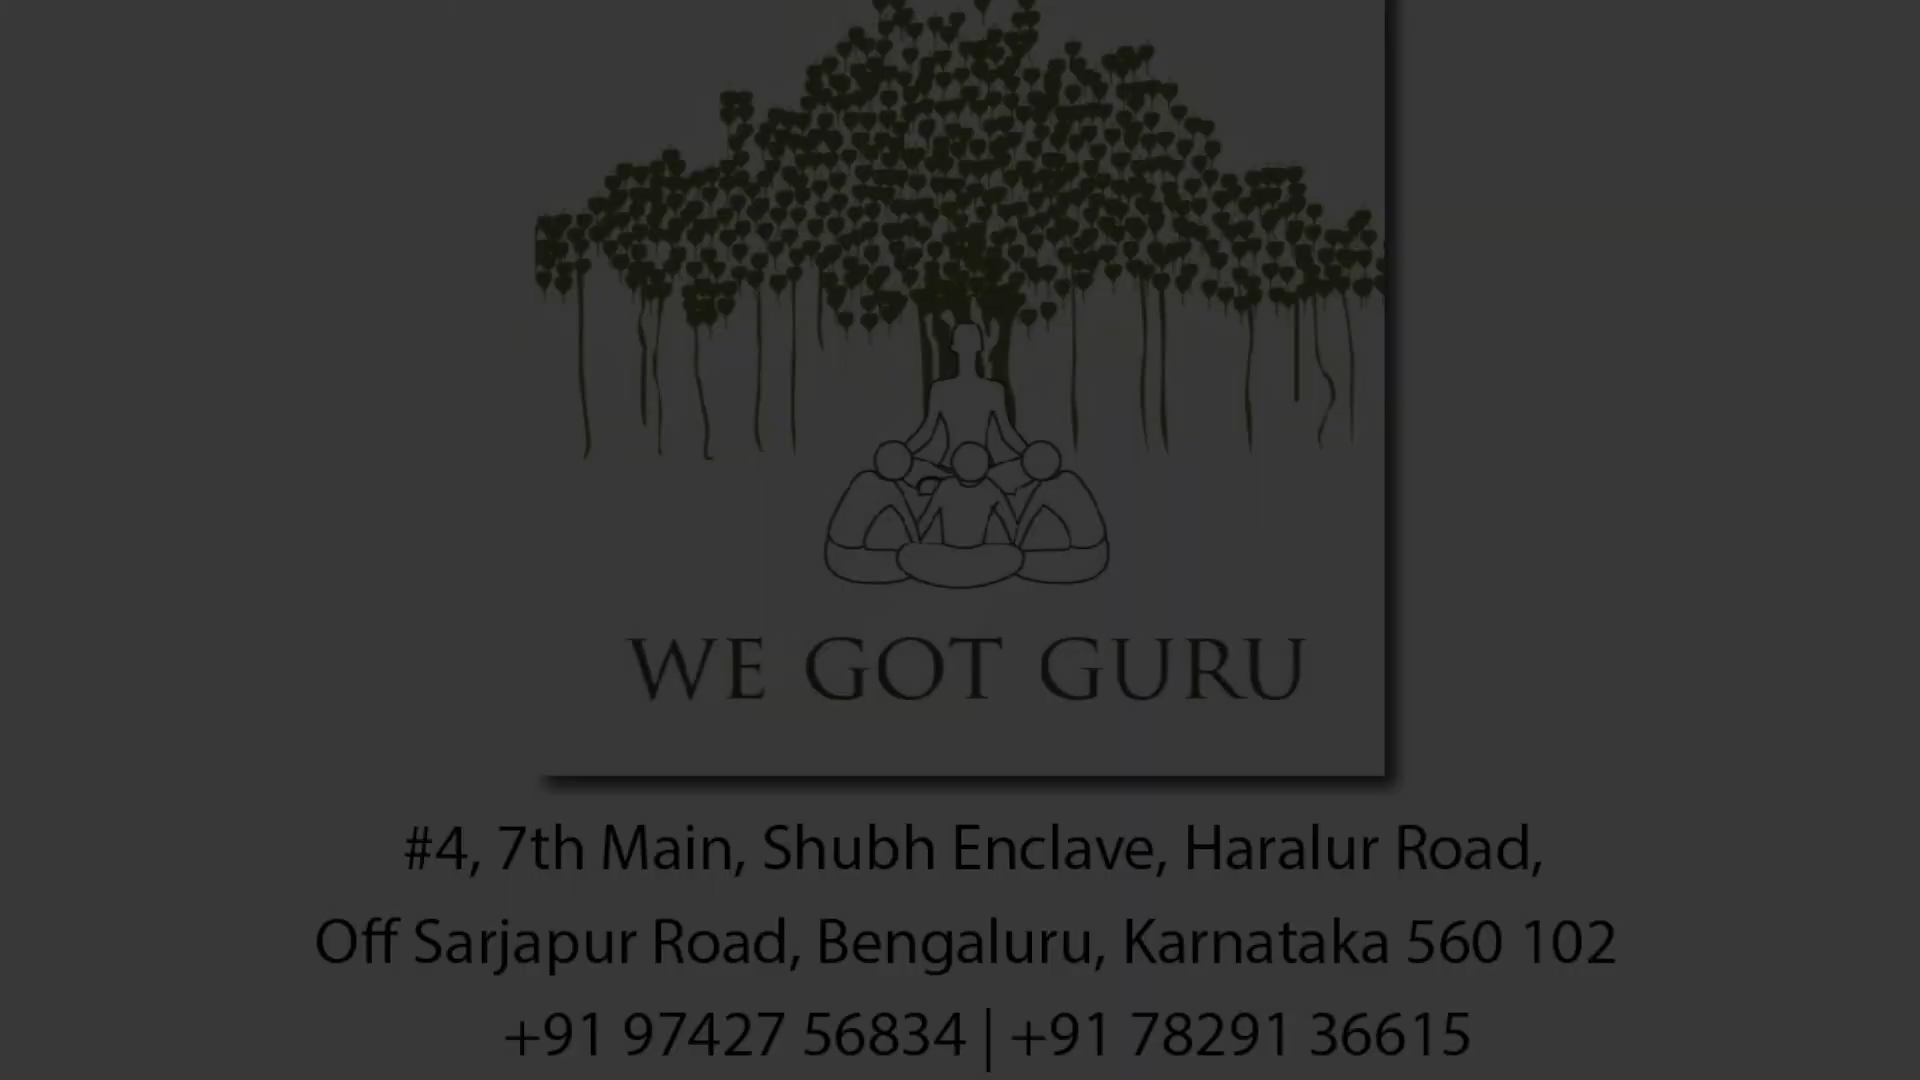 WE GOT GURU
#4, 7th Main, Shubh Enclave, Haralur Road,
Off Sarjapur Road, Bengaluru, Karnataka 560 102
+91 97427 56834 | +91 78291 36615